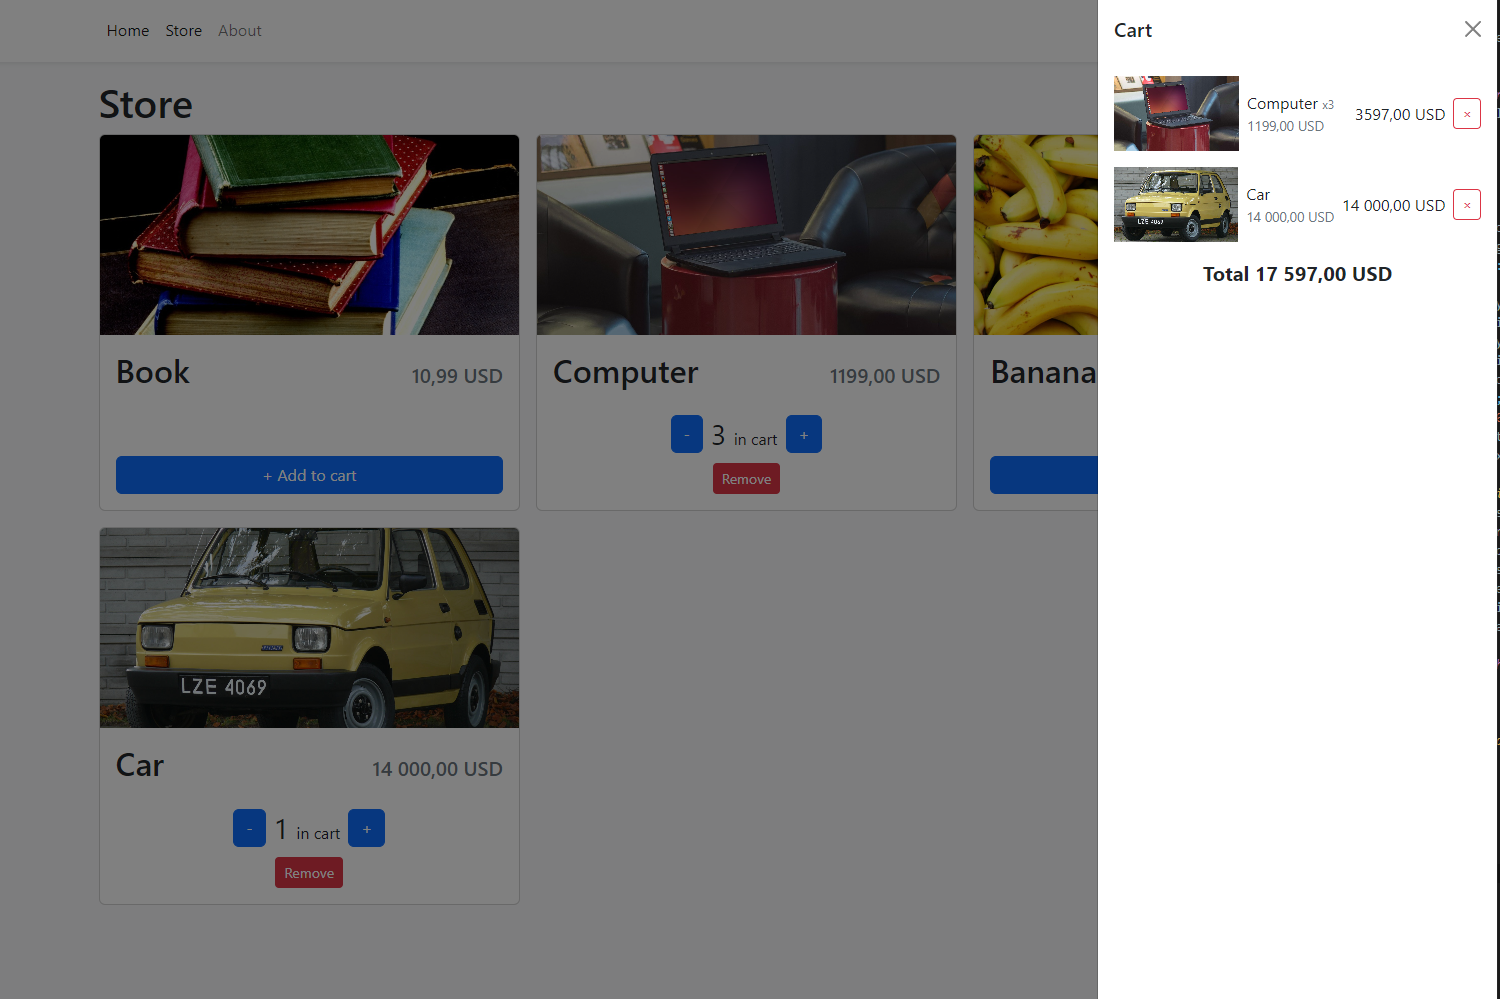 Home Store About
Store
Book 10,99 USD
+ Add to cart
Computer 1199,00 USD
- 3 in cart +
Remove
Banana
LZE 4069
Car 14 000,00 USD
- 1 in cart +
Remove
Cart
Computer x3
1199,00 USD
3597,00 USD ×
LZE 4069
Car
14 000,00 USD
14 000,00 USD ×
Total 17 597,00 USD